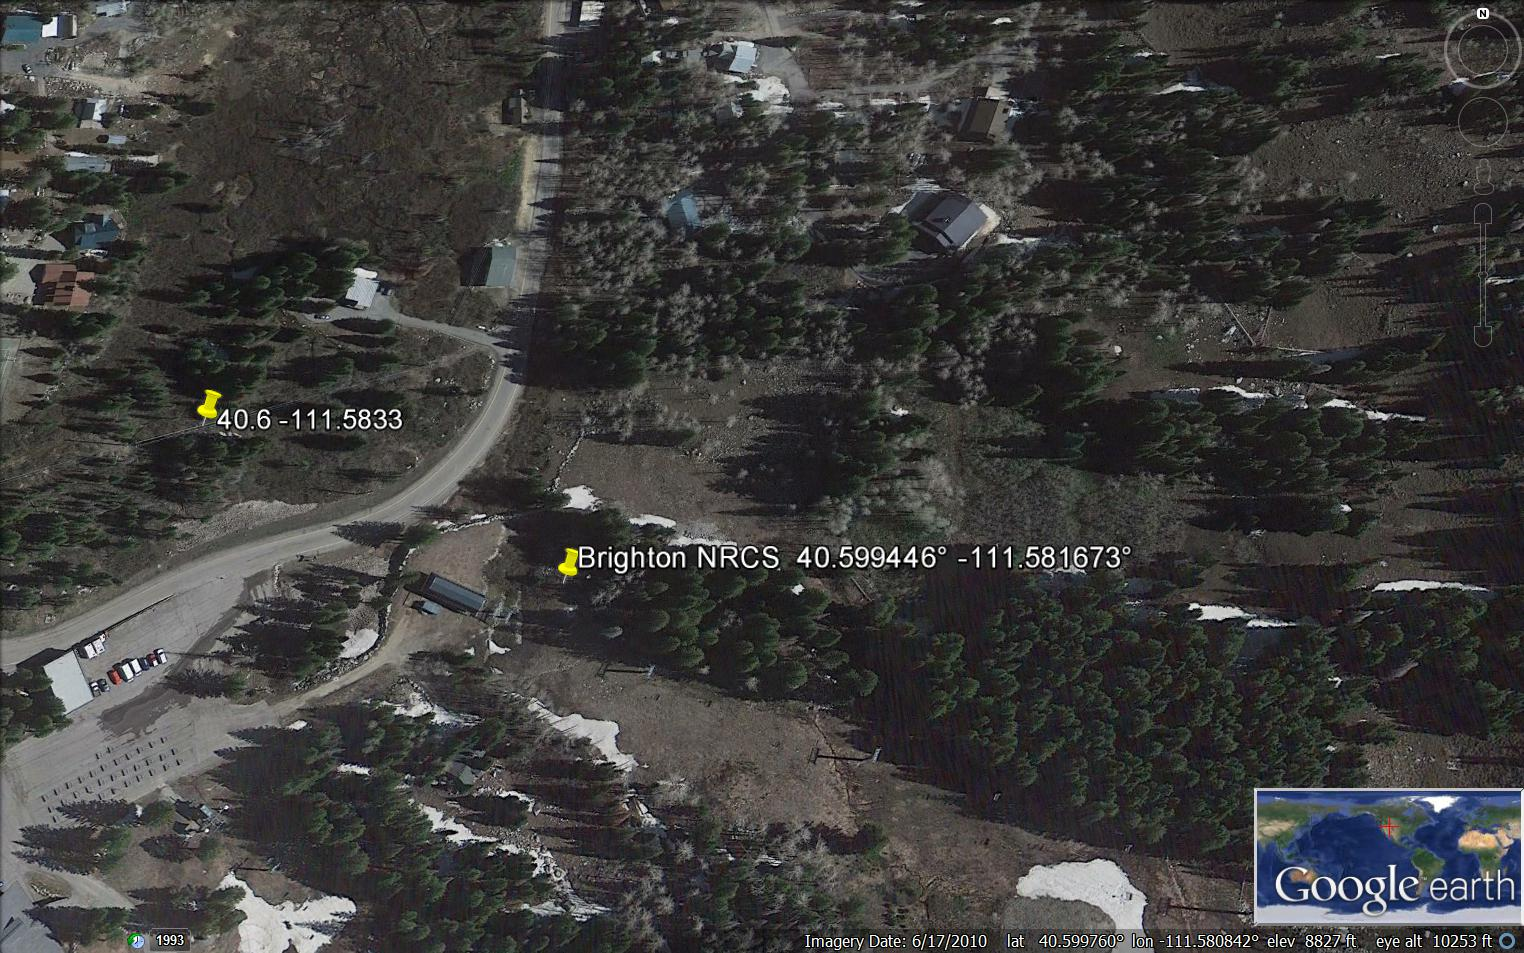 N
40.6 -111.5833
Brighton NRCS  40.599446° -111.581673°
Google earth
1993
Imagery Date: 6/17/2010   lat  40.599760°  lon -111.580842°  elev  8827 ft   eye alt  10253 ft